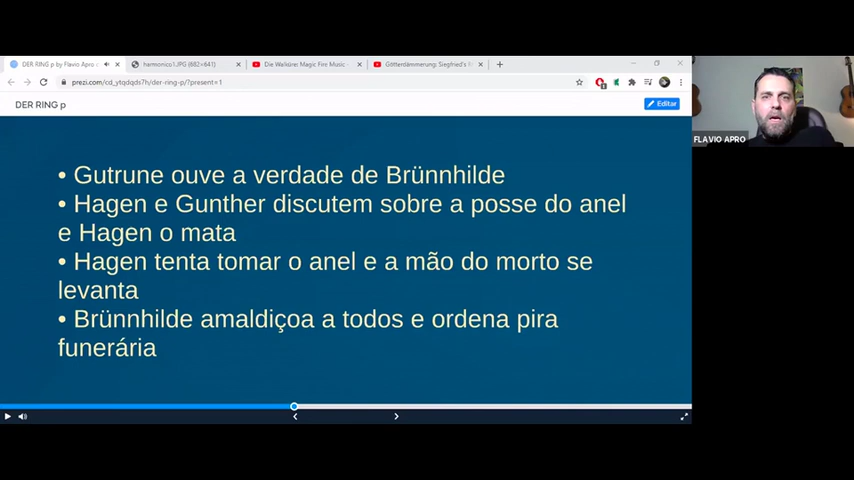 DER RING p by Flavio Apro
harmonico1.JPG (682×441)
Die Walküre: Magic Fire Music -
Götterdämmerung: Siegfried's
prezi.com/cd_ytqdqds7h/der-ring-p/?present=1
DER RING p
Editar
FLAVIO APRO
• Gutrune ouve a verdade de Brünnhilde
• Hagen e Gunther discutem sobre a posse do anel
e Hagen o mata
• Hagen tenta tomar o anel e a mão do morto se
levanta
• Brünnhilde amaldiçoa a todos e ordena pira
funerária